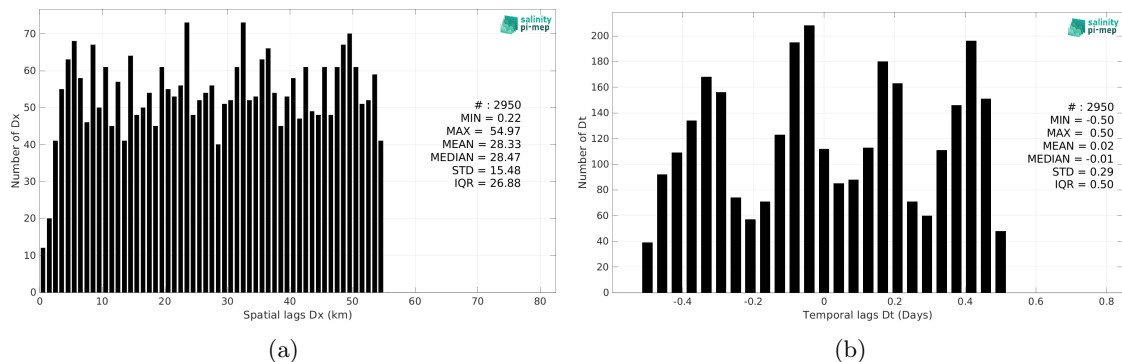 salinity
pi-mep
70
60
50
40
30
20
10
0
Number of Dx
# : 2950
MIN = 0.22
MAX = 54.97
MEAN = 28.33
MEDIAN = 28.47
STD = 15.48
IQR = 26.88
0 10 20 30 40 50 60 70 80
Spatial lags Dx (km)
(a)
salinity
pi-mep
200
180
160
140
120
100
80
60
40
20
0
Number of Dt
# : 2950
MIN = -0.50
MAX = 0.50
MEAN = 0.02
MEDIAN = -0.01
STD = 0.29
IQR = 0.50
-0.4 -0.2 0 0.2 0.4 0.6 0.8
Temporal lags Dt (Days)
(b)